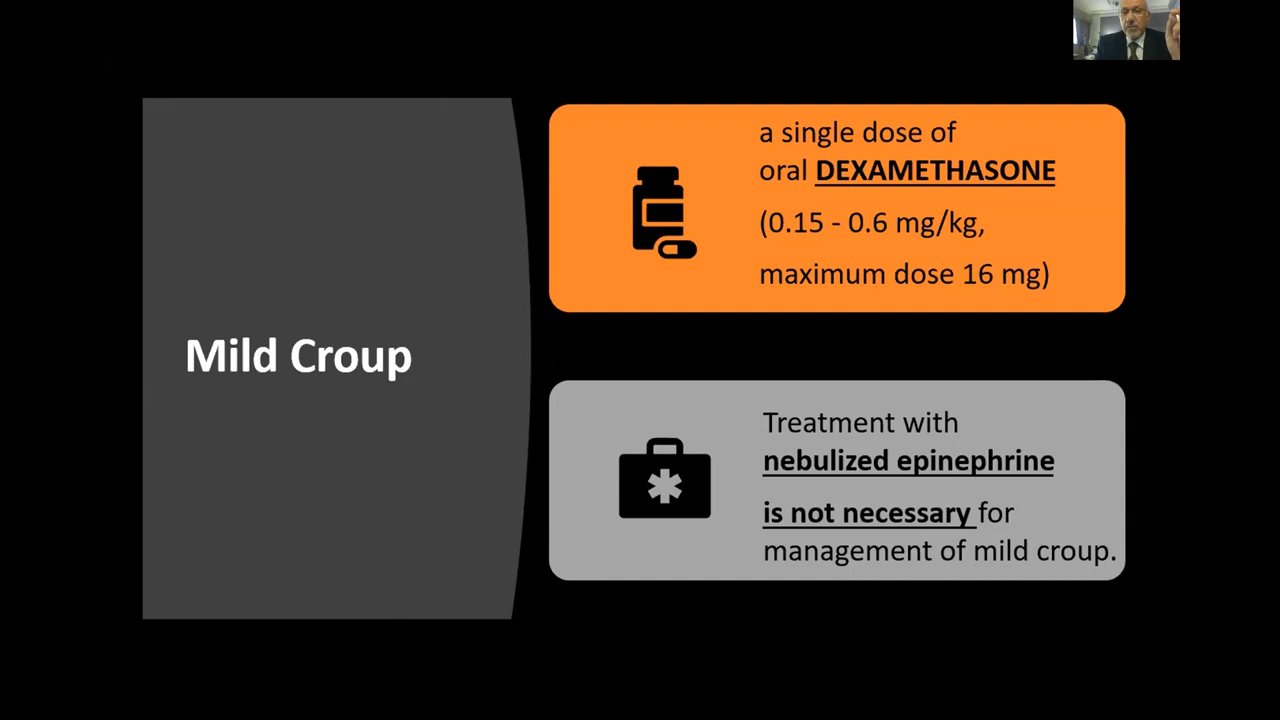 Mild Croup
a single dose of
oral DEXAMETHASONE
(0.15 - 0.6 mg/kg,
maximum dose 16 mg)
Treatment with
nebulized epinephrine
is not necessary for
management of mild croup.